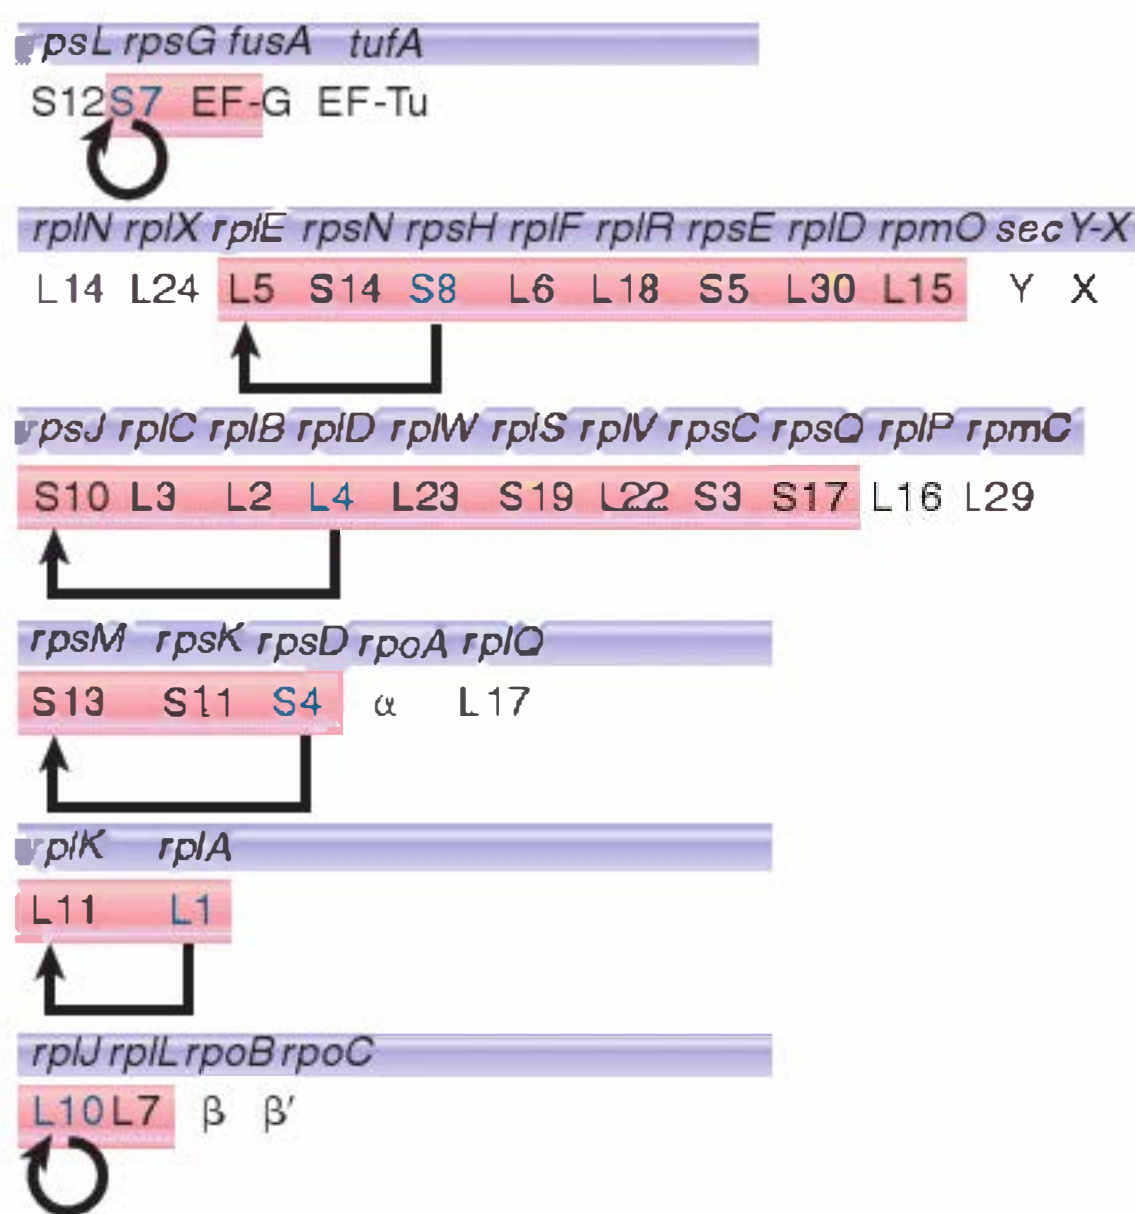 rpsL rpsG fusA tufA
S12 S7 EF-G EF-Tu
rplN rplX rplE rpsN rpsH rplF rplR rpsE rplD rpmO sec Y-X
L14 L24 L5 S14 S8 L6 L18 S5 L30 L15 Y X
rpsJ rplC rplB rplD rplW rplS rplV rpsC rpsQ rplP rpmC
S10 L3 L2 L4 L23 S19 L22 S3 S17 L16 L29
rpsM rpsK rpsD rpoA rplQ
S13 S11 S4 α L17
rplK rplA
L11 L1
rplJ rplL rpoB rpoC
L10 L7 β β′